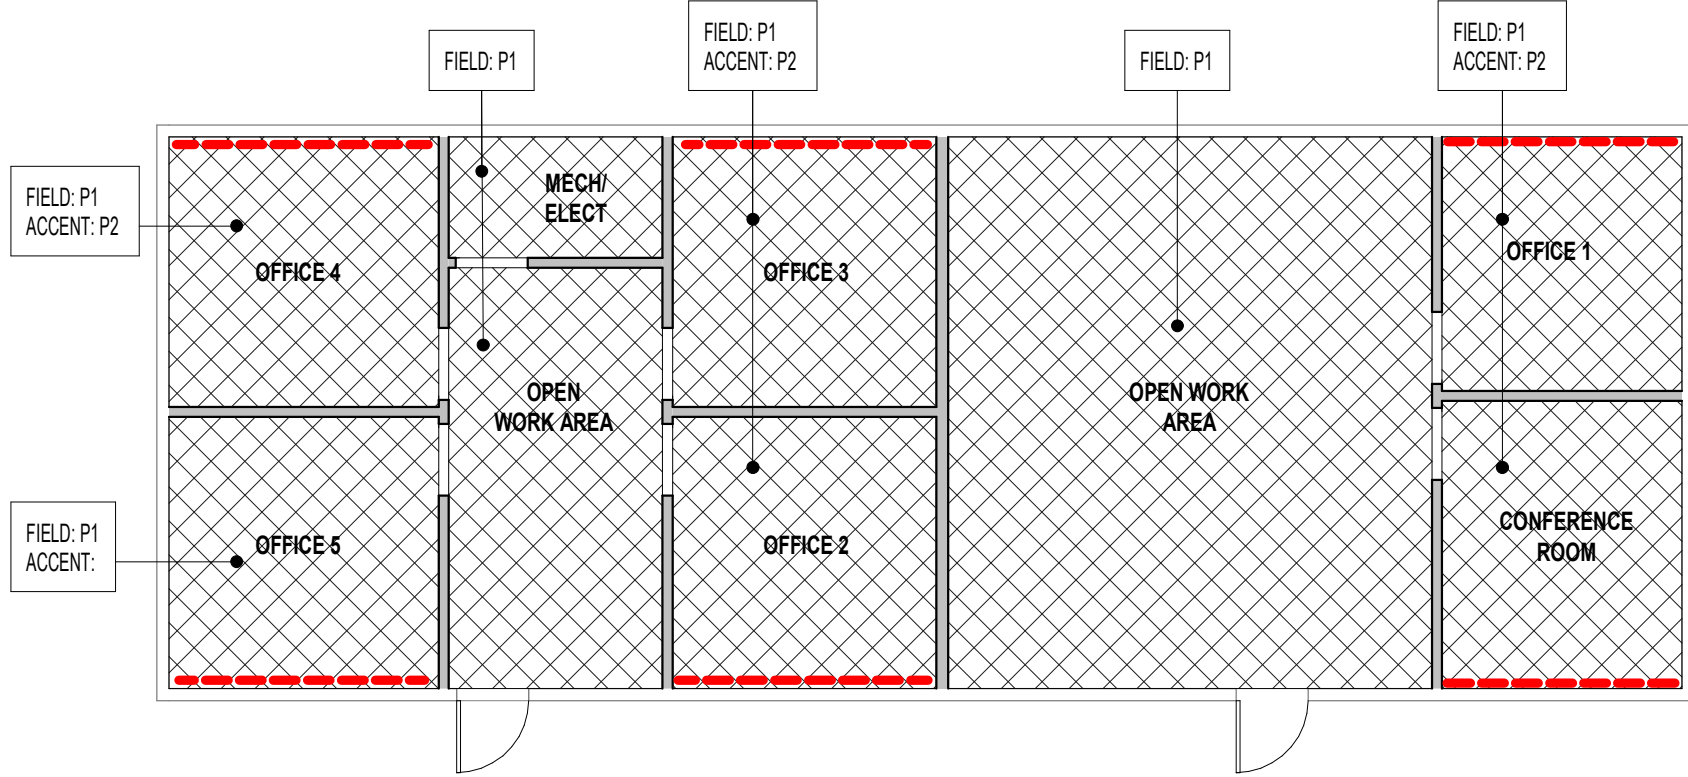 FIELD: P1
ACCENT: P2
FIELD: P1
FIELD: P1
ACCENT: P2
FIELD: P1
FIELD: P1
ACCENT: P2
MECH/
ELECT
OFFICE 4
OFFICE 3
OFFICE 1
OPEN
WORK AREA
OPEN WORK
AREA
FIELD: P1
ACCENT:
OFFICE 5
OFFICE 2
CONFERENCE
ROOM